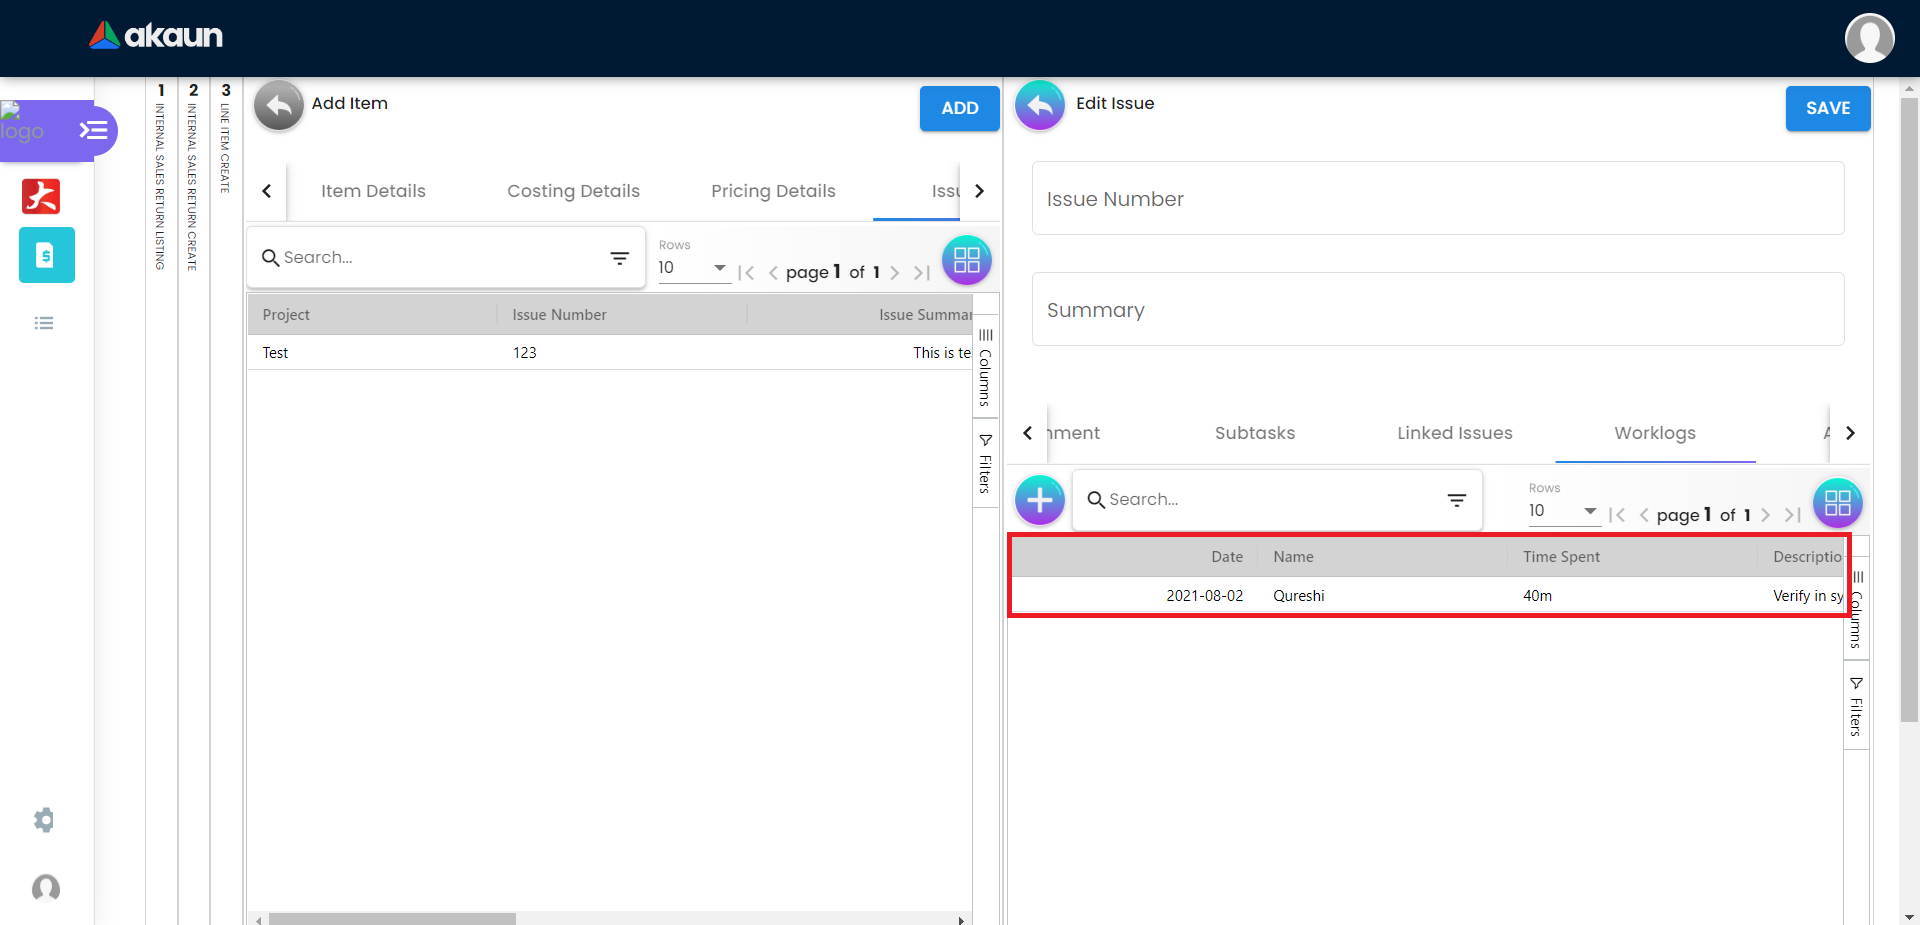 akaun
logo
1 INTERNAL SALES RETURN LISTING
2 INTERNAL SALES RETURN CREATE
3 LINE ITEM CREATE
Add Item
ADD
Item Details
Costing Details
Pricing Details
Issu
Search...
Rows
10
page 1 of 1
Project
Issue Number
Issue Summar
Test
123
This is te
Columns
Filters
Edit Issue
SAVE
Issue Number
Summary
nment
Subtasks
Linked Issues
Worklogs
A
Search...
Rows
10
page 1 of 1
Date
Name
Time Spent
Descriptio
2021-08-02
Qureshi
40m
Verify in sy
Columns
Filters